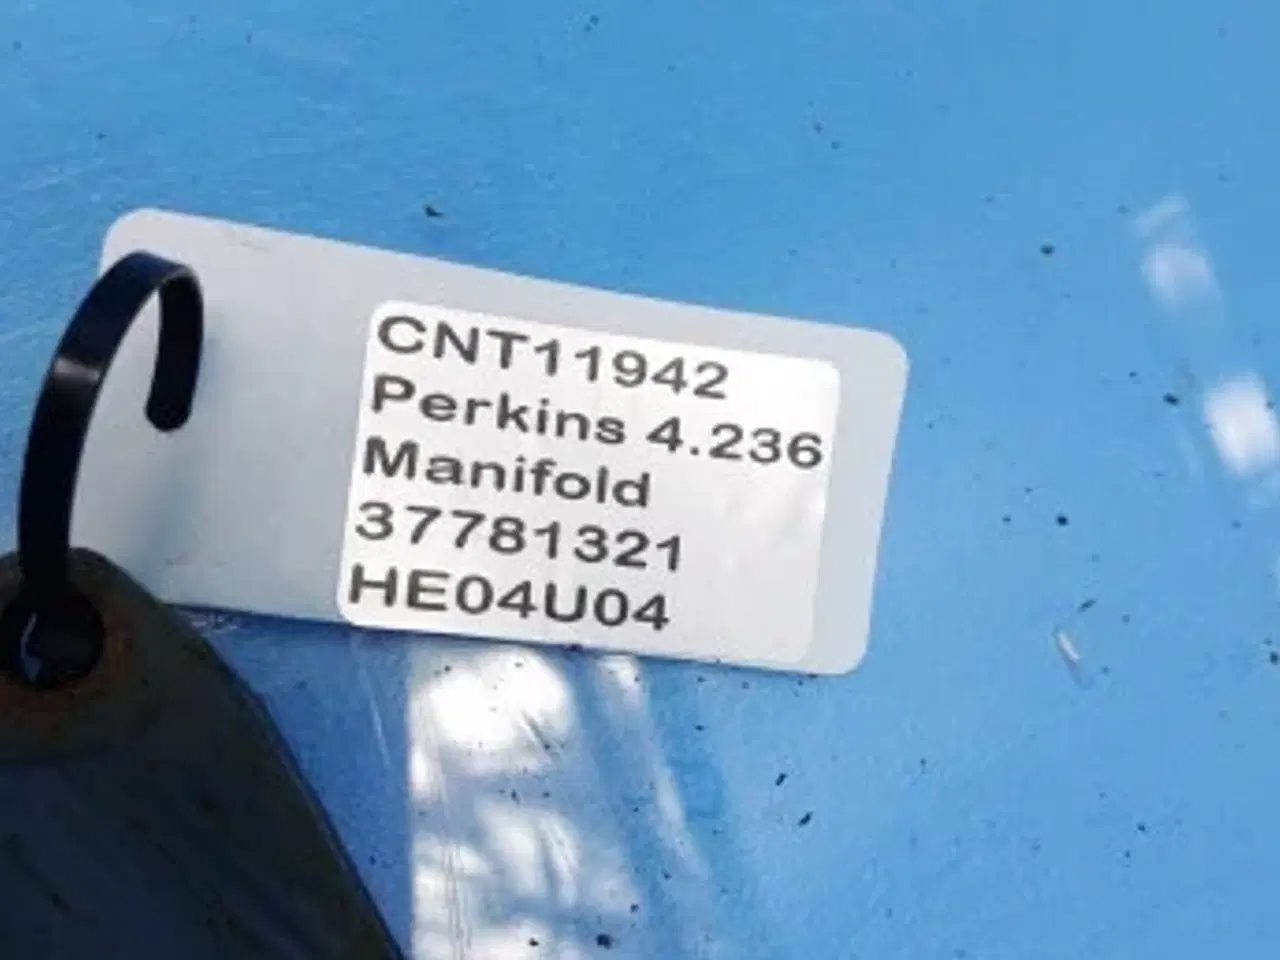 CNT11942
Perkins 4.236
Manifold
37781321
HE04U04